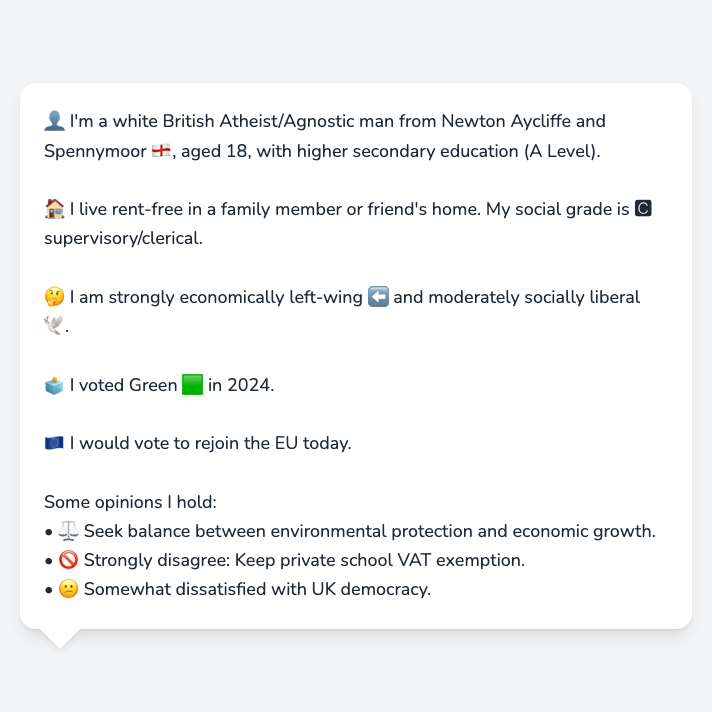 👤 I'm a white British Atheist/Agnostic man from Newton Aycliffe and
Spennymoor 🏴󠁧󠁢󠁥󠁮󠁧󠁿, aged 18, with higher secondary education (A Level).
🏠 I live rent-free in a family member or friend's home. My social grade is 🅲
supervisory/clerical.
🤔 I am strongly economically left-wing ⬅️ and moderately socially liberal
🕊️.
🗳️ I voted Green 🟩 in 2024.
🇪🇺 I would vote to rejoin the EU today.
Some opinions I hold:
• ⚖️ Seek balance between environmental protection and economic growth.
• 🚫 Strongly disagree: Keep private school VAT exemption.
• 😕 Somewhat dissatisfied with UK democracy.